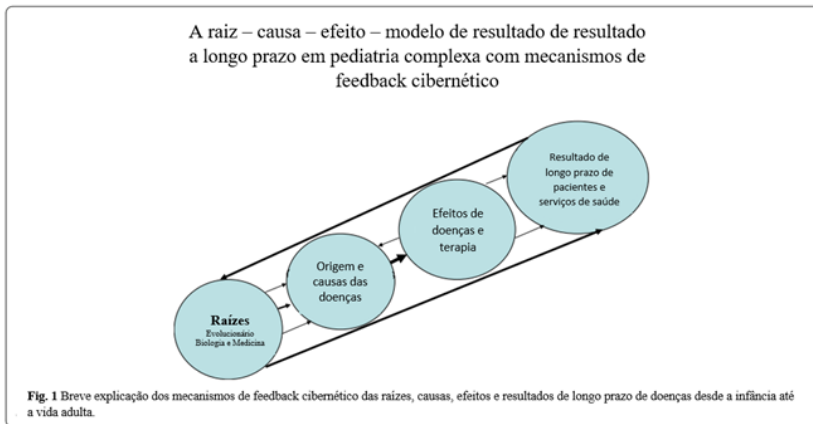 A raiz – causa – efeito – modelo de resultado de resultado
a longo prazo em pediatria complexa com mecanismos de
feedback cibernético
Resultado de
longo prazo de
pacientes e
serviços de saúde
Efeitos de
doenças e
terapia
Origem e
causas das
doenças
Raízes
Evolucionário
Biologia e Medicina
Fig. 1 Breve explicação dos mecanismos de feedback cibernético das raízes, causas, efeitos e resultados de longo prazo de doenças desde a infância até
a vida adulta.